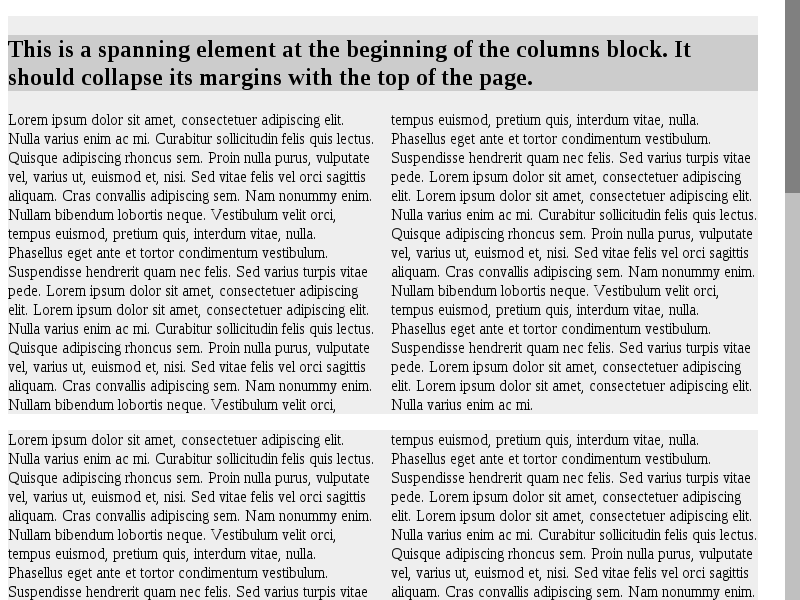 This is a spanning element at the beginning of the columns block. It
should collapse its margins with the top of the page.
Lorem ipsum dolor sit amet, consectetuer adipiscing elit.
Nulla varius enim ac mi. Curabitur sollicitudin felis quis lectus.
Quisque adipiscing rhoncus sem. Proin nulla purus, vulputate
vel, varius ut, euismod et, nisi. Sed vitae felis vel orci sagittis
aliquam. Cras convallis adipiscing sem. Nam nonummy enim.
Nullam bibendum lobortis neque. Vestibulum velit orci,
tempus euismod, pretium quis, interdum vitae, nulla.
Phasellus eget ante et tortor condimentum vestibulum.
Suspendisse hendrerit quam nec felis. Sed varius turpis vitae
pede. Lorem ipsum dolor sit amet, consectetuer adipiscing
elit. Lorem ipsum dolor sit amet, consectetuer adipiscing elit.
Nulla varius enim ac mi. Curabitur sollicitudin felis quis lectus.
Quisque adipiscing rhoncus sem. Proin nulla purus, vulputate
vel, varius ut, euismod et, nisi. Sed vitae felis vel orci sagittis
aliquam. Cras convallis adipiscing sem. Nam nonummy enim.
Nullam bibendum lobortis neque. Vestibulum velit orci,
tempus euismod, pretium quis, interdum vitae, nulla.
Phasellus eget ante et tortor condimentum vestibulum.
Suspendisse hendrerit quam nec felis. Sed varius turpis vitae
pede. Lorem ipsum dolor sit amet, consectetuer adipiscing
elit. Lorem ipsum dolor sit amet, consectetuer adipiscing elit.
Nulla varius enim ac mi. Curabitur sollicitudin felis quis lectus.
Quisque adipiscing rhoncus sem. Proin nulla purus, vulputate
vel, varius ut, euismod et, nisi. Sed vitae felis vel orci sagittis
aliquam. Cras convallis adipiscing sem. Nam nonummy enim.
Nullam bibendum lobortis neque. Vestibulum velit orci,
tempus euismod, pretium quis, interdum vitae, nulla.
Phasellus eget ante et tortor condimentum vestibulum.
Suspendisse hendrerit quam nec felis. Sed varius turpis vitae
pede. Lorem ipsum dolor sit amet, consectetuer adipiscing
elit. Lorem ipsum dolor sit amet, consectetuer adipiscing elit.
Nulla varius enim ac mi.
Lorem ipsum dolor sit amet, consectetuer adipiscing elit.
Nulla varius enim ac mi. Curabitur sollicitudin felis quis lectus.
Quisque adipiscing rhoncus sem. Proin nulla purus, vulputate
vel, varius ut, euismod et, nisi. Sed vitae felis vel orci sagittis
aliquam. Cras convallis adipiscing sem. Nam nonummy enim.
Nullam bibendum lobortis neque. Vestibulum velit orci,
tempus euismod, pretium quis, interdum vitae, nulla.
Phasellus eget ante et tortor condimentum vestibulum.
Suspendisse hendrerit quam nec felis. Sed varius turpis vitae
tempus euismod, pretium quis, interdum vitae, nulla.
Phasellus eget ante et tortor condimentum vestibulum.
Suspendisse hendrerit quam nec felis. Sed varius turpis vitae
pede. Lorem ipsum dolor sit amet, consectetuer adipiscing
elit. Lorem ipsum dolor sit amet, consectetuer adipiscing elit.
Nulla varius enim ac mi. Curabitur sollicitudin felis quis lectus.
Quisque adipiscing rhoncus sem. Proin nulla purus, vulputate
vel, varius ut, euismod et, nisi. Sed vitae felis vel orci sagittis
aliquam. Cras convallis adipiscing sem. Nam nonummy enim.